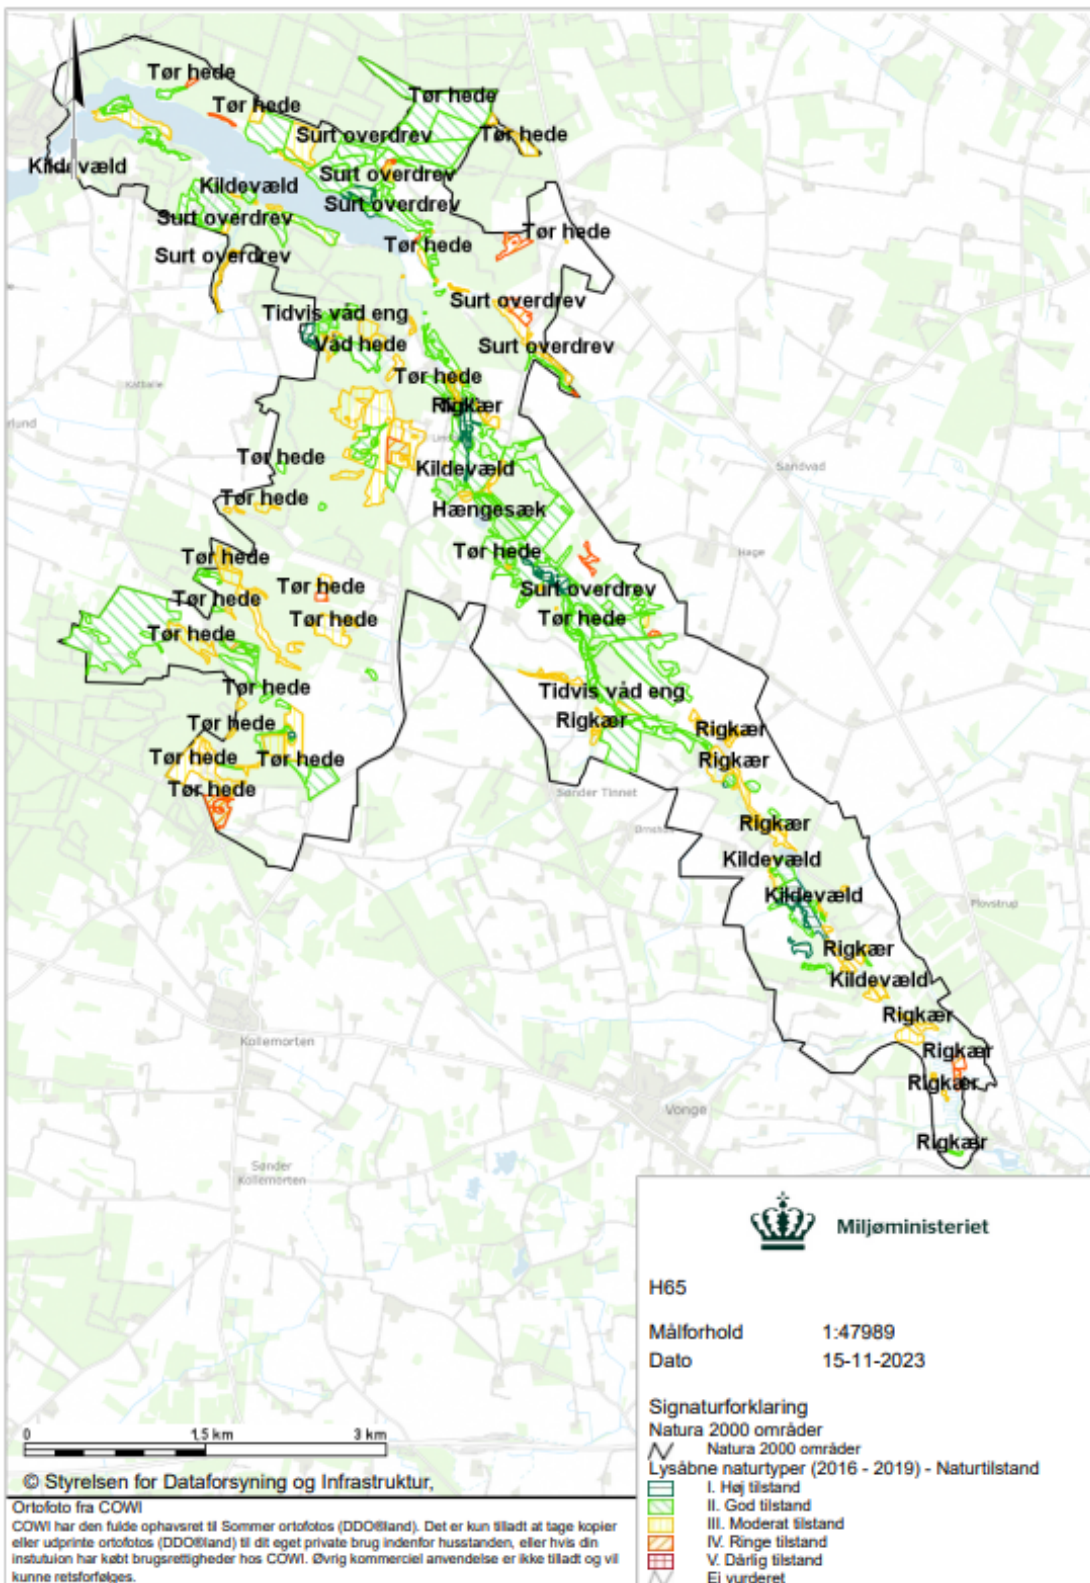 Tør hede
Tør hede
Tør hede
Surt overdrev
Tør hede
Kildevæld
Surt overdrev
Kildevæld
Surt overdrev
Surt overdrev
Tør hede
Tør hede
Surt overdrev
Surt overdrev
Tidvis våd eng
Våd hede
Surt overdrev
Tør hede
Rigkær
Tør hede
Kildevæld
Sandvad
Tør hede
Hængesæk
Tør hede
Tør hede
Hage
Tør hede
Surt overdrev
Tør hede
Tør hede
Tør hede
Tør hede
Tør hede
Tidvis våd eng
Rigkær
Tør hede
Rigkær
Tør hede
Tør hede
Rigkær
Tør hede
Sønder Tinnet
Rigkær
Kildevæld
Kildevæld
Plovstrup
Rigkær
Kildevæld
Rigkær
Kollemorten
Rigkær
Rigkær
Vonge
Rigkær
Sønder
Kollemorten
Miljøministeriet
H65
Målforhold 1:47989
Dato 15-11-2023
Signaturforklaring
Natura 2000 områder
Natura 2000 områder
Lysåbne naturtyper (2016 - 2019) - Naturtilstand
I. Høj tilstand
II. God tilstand
III. Moderat tilstand
IV. Ringe tilstand
V. Dårlig tilstand
Ej vurderet
0 1,5 km 3 km
© Styrelsen for Dataforsyning og Infrastruktur,
Ortofoto fra COWI
COWI har den fulde ophavsret til Sommer ortofotos (DDO®land). Det er kun tilladt at tage kopier
eller udprinte ortofotos (DDO®land) til dit eget private brug indenfor husstanden, eller hvis din
instutuion har købt brugsrettigheder hos COWI. Øvrig kommerciel anvendelse er ikke tilladt og vil
kunne retsforfølges.